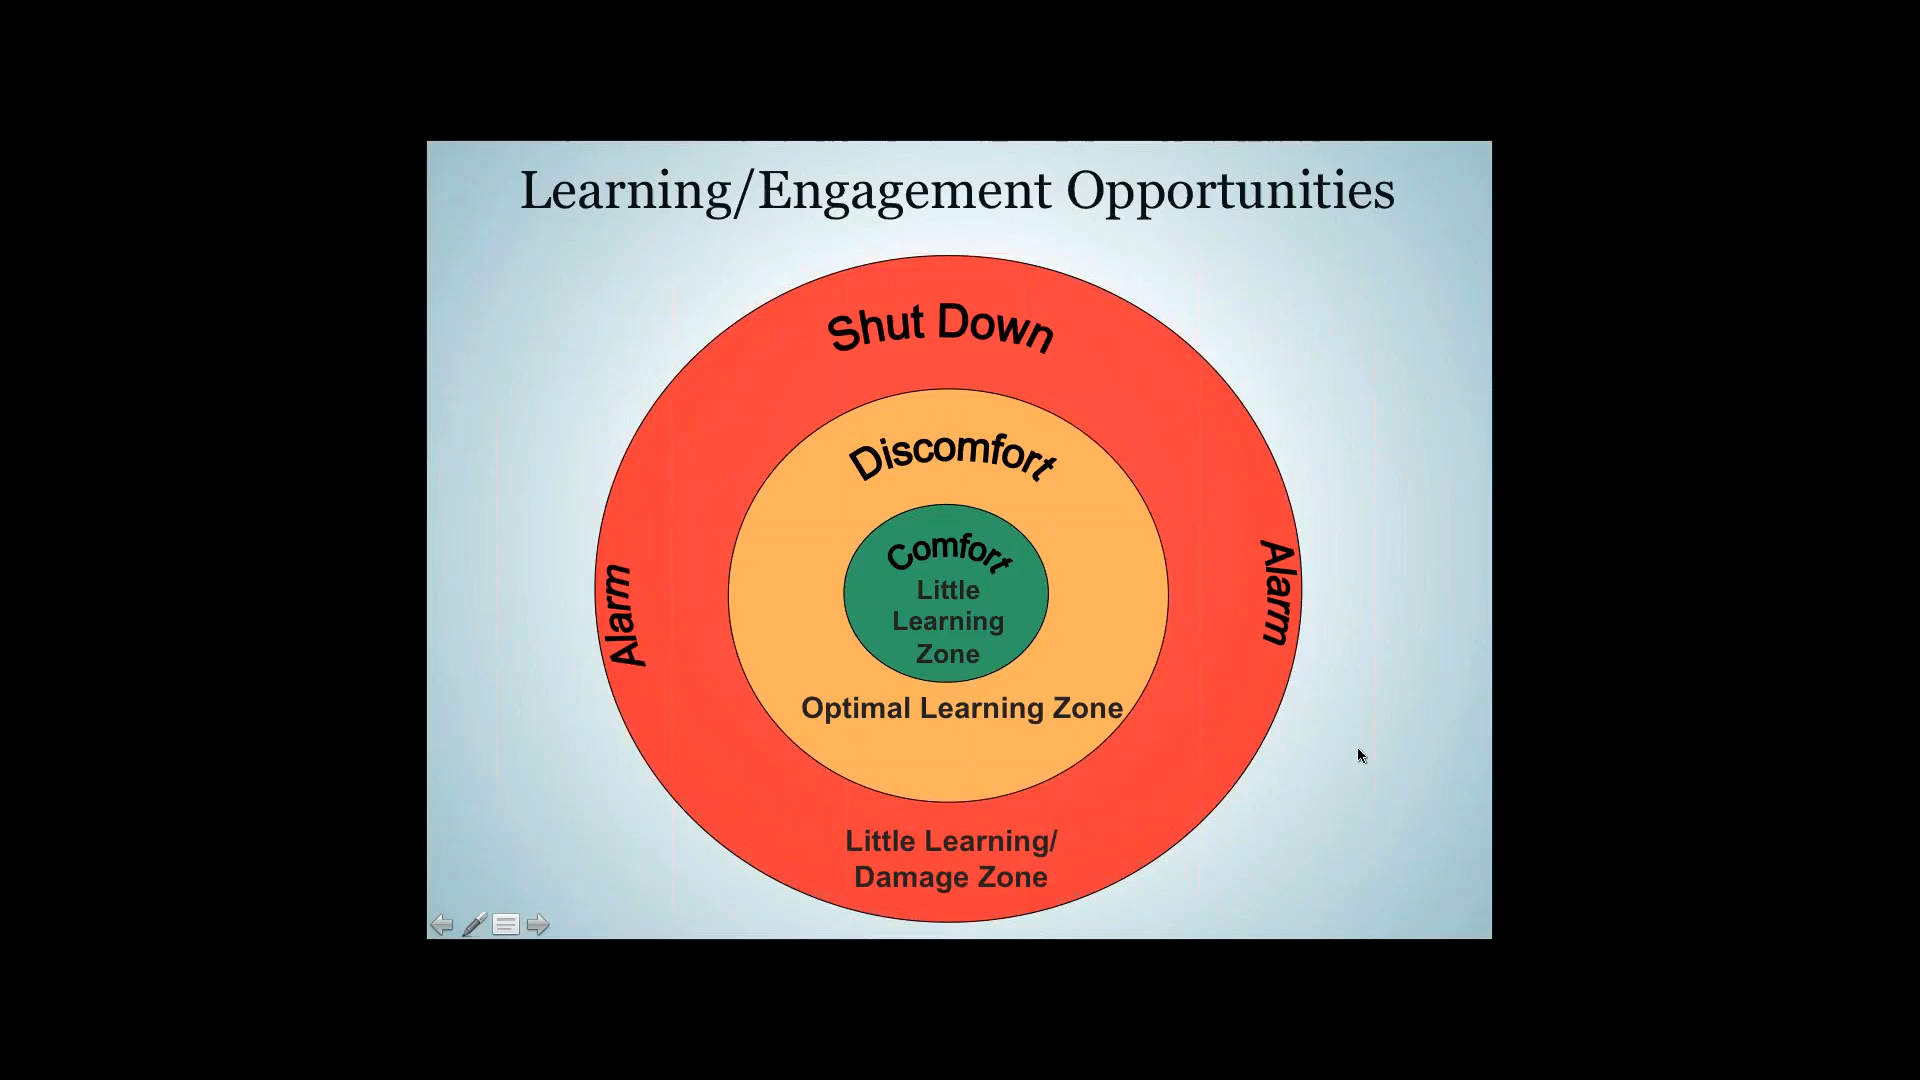 Learning/Engagement Opportunities
Shut Down
Discomfort
Comfort
Little
Learning
Zone
Alarm
Alarm
Optimal Learning Zone
Little Learning/
Damage Zone